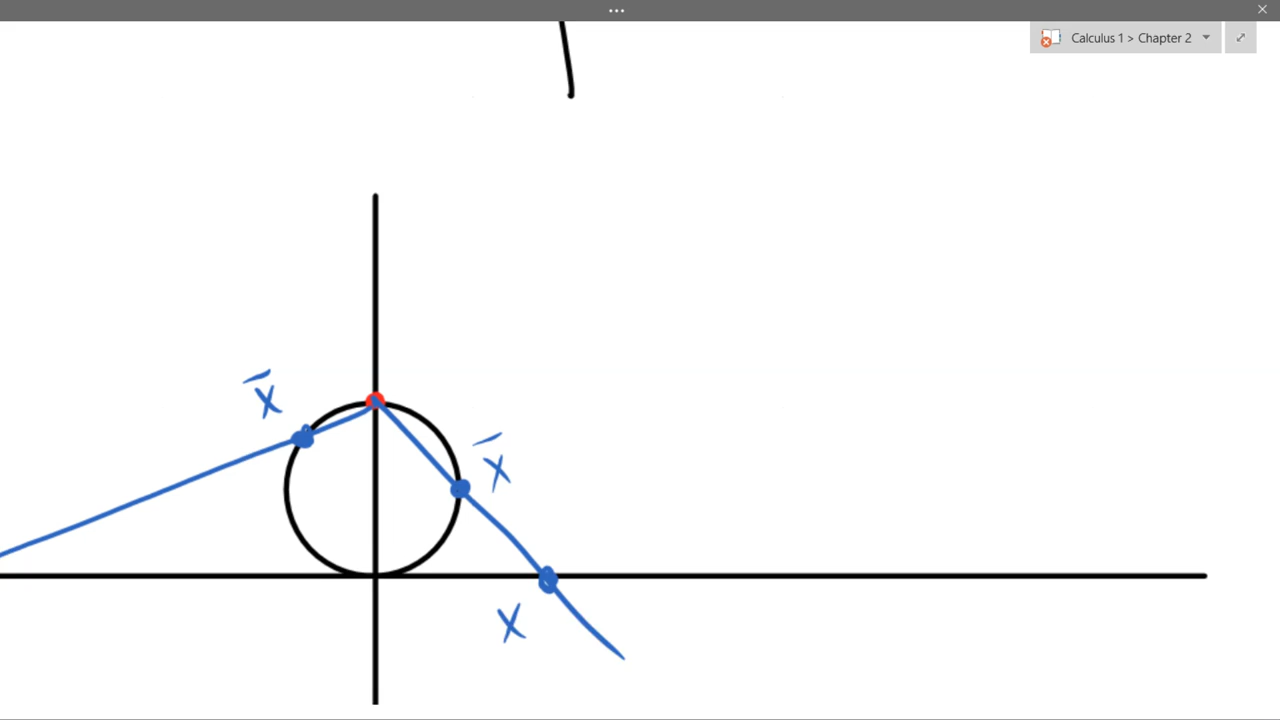 Calculus 1 > Chapter 2
x̄
x̄
x